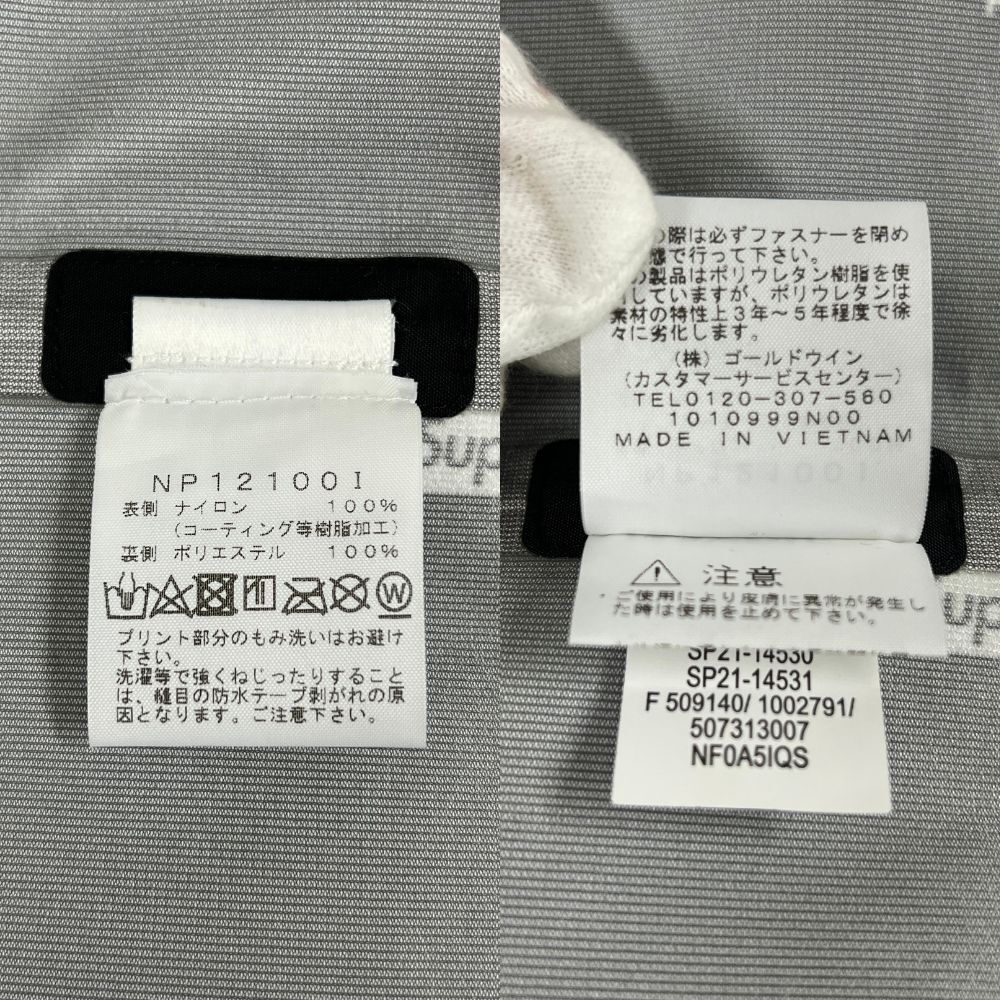 NP12100I
表側 ナイロン 100%
(コーティング等樹脂加工)
裏側 ポリエステル 100%
W
プリント部分のもみ洗いはお避け
下さい。
洗濯等で強くねじったりすること
は、縫目の防水テープ剥がれの原
因となります。ご注意下さい。
の際は必ずファスナーを閉め
態で行って下さい。
の製品はポリウレタン樹脂を使
用していますが、ポリウレタンは
素材の特性上3年～5年程度で徐
々に劣化します。
(株) ゴールドウイン
(カスタマーサービスセンター)
TEL0120-307-560
1010999N00
MADE IN VIETNAM
注意
・ご使用により皮膚に異常が発生し
た時は使用を止めて下さい。
SP21-14530
SP21-14531
F 509140/ 1002791/
507313007
NF0A5IQS